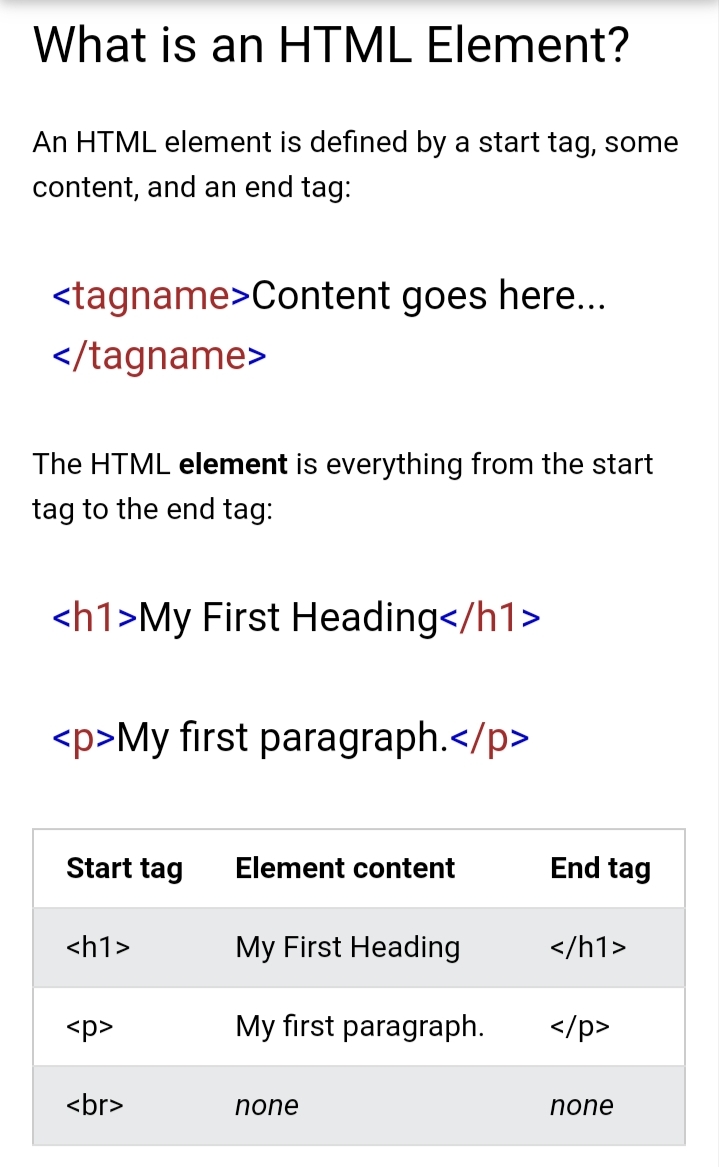 What is an HTML Element?
An HTML element is defined by a start tag, some
content, and an end tag:
<tagname>Content goes here...
</tagname>
The HTML element is everything from the start
tag to the end tag:
<h1>My First Heading</h1>
<p>My first paragraph.</p>
Start tag Element content End tag
<h1> My First Heading </h1>
<p> My first paragraph. </p>
<br> none none